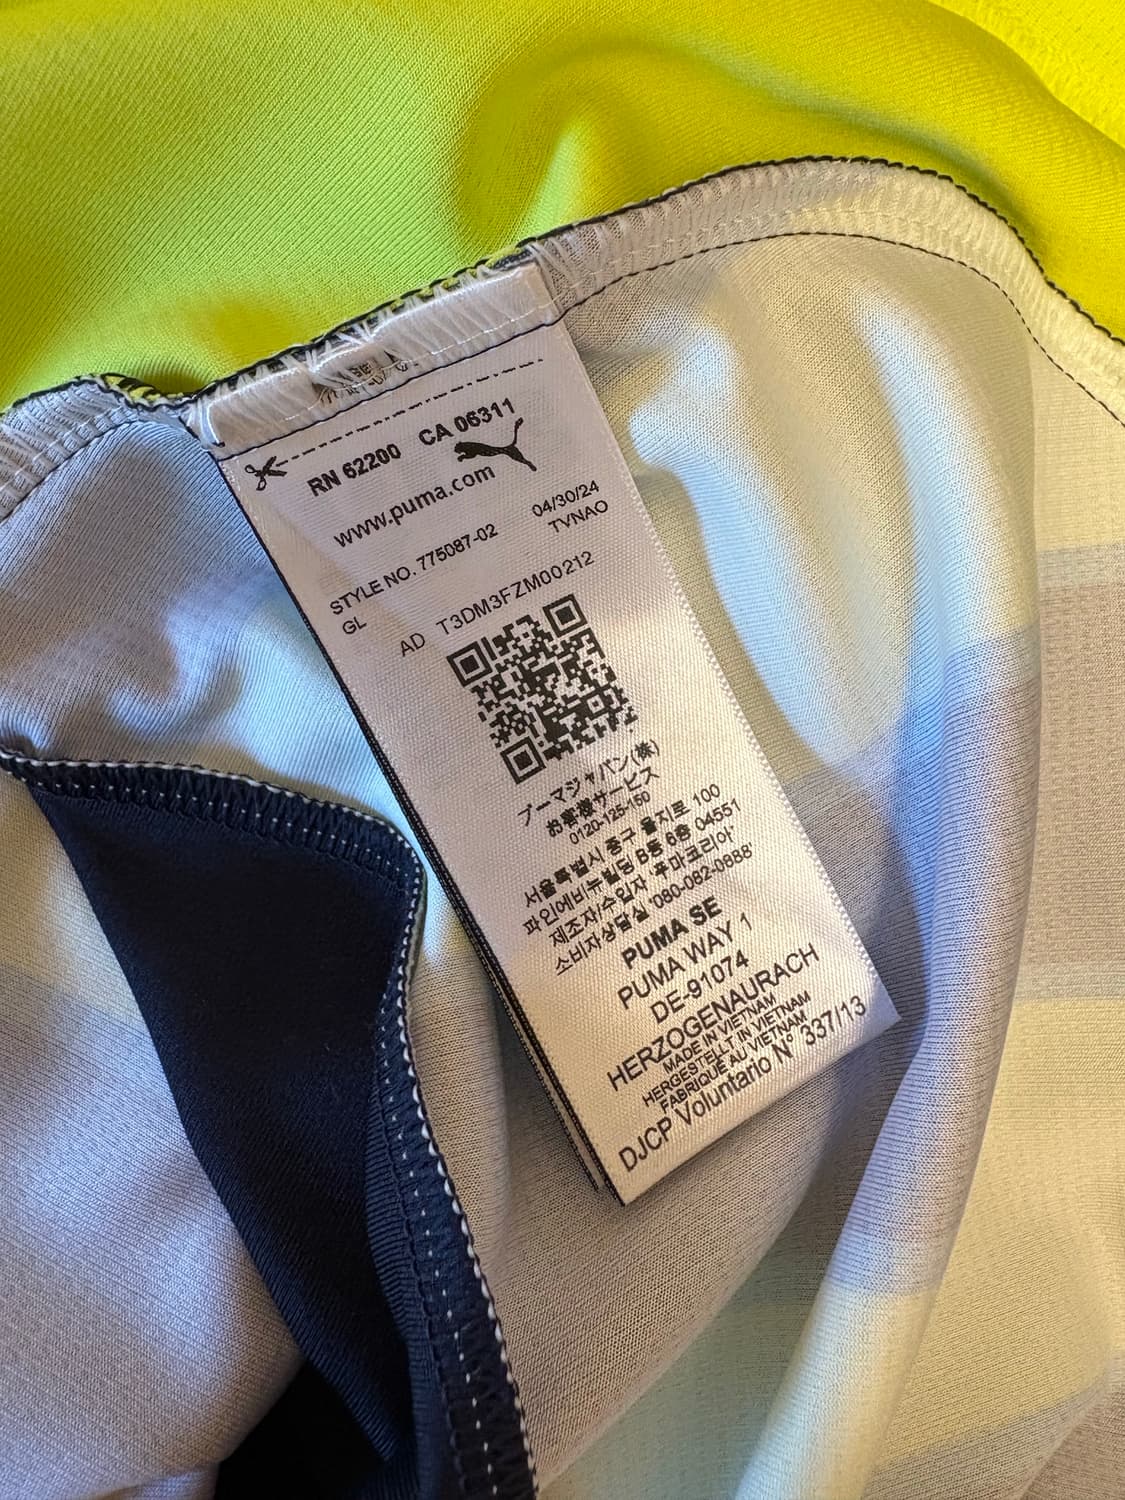 RN 62200 CA 06311
www.puma.com
STYLE NO. 775087-02 04/30/24
GL TVNAO
AD T3DM3FZM00212
プーマジャパン(株)
お客様サービス
0120-125-150
서울특별시 중구 을지로 100
파인에비뉴빌딩 B동 6층 04551
제조자/수입자 '푸마코리아'
소비자상담실 '080-082-0888'
PUMA SE
PUMA WAY 1
DE-91074
HERZOGENAURACH
MADE IN VIETNAM
HERGESTELLT IN VIETNAM
FABRIQUÉ AU VIETNAM
DJCP Voluntario N° 337/13